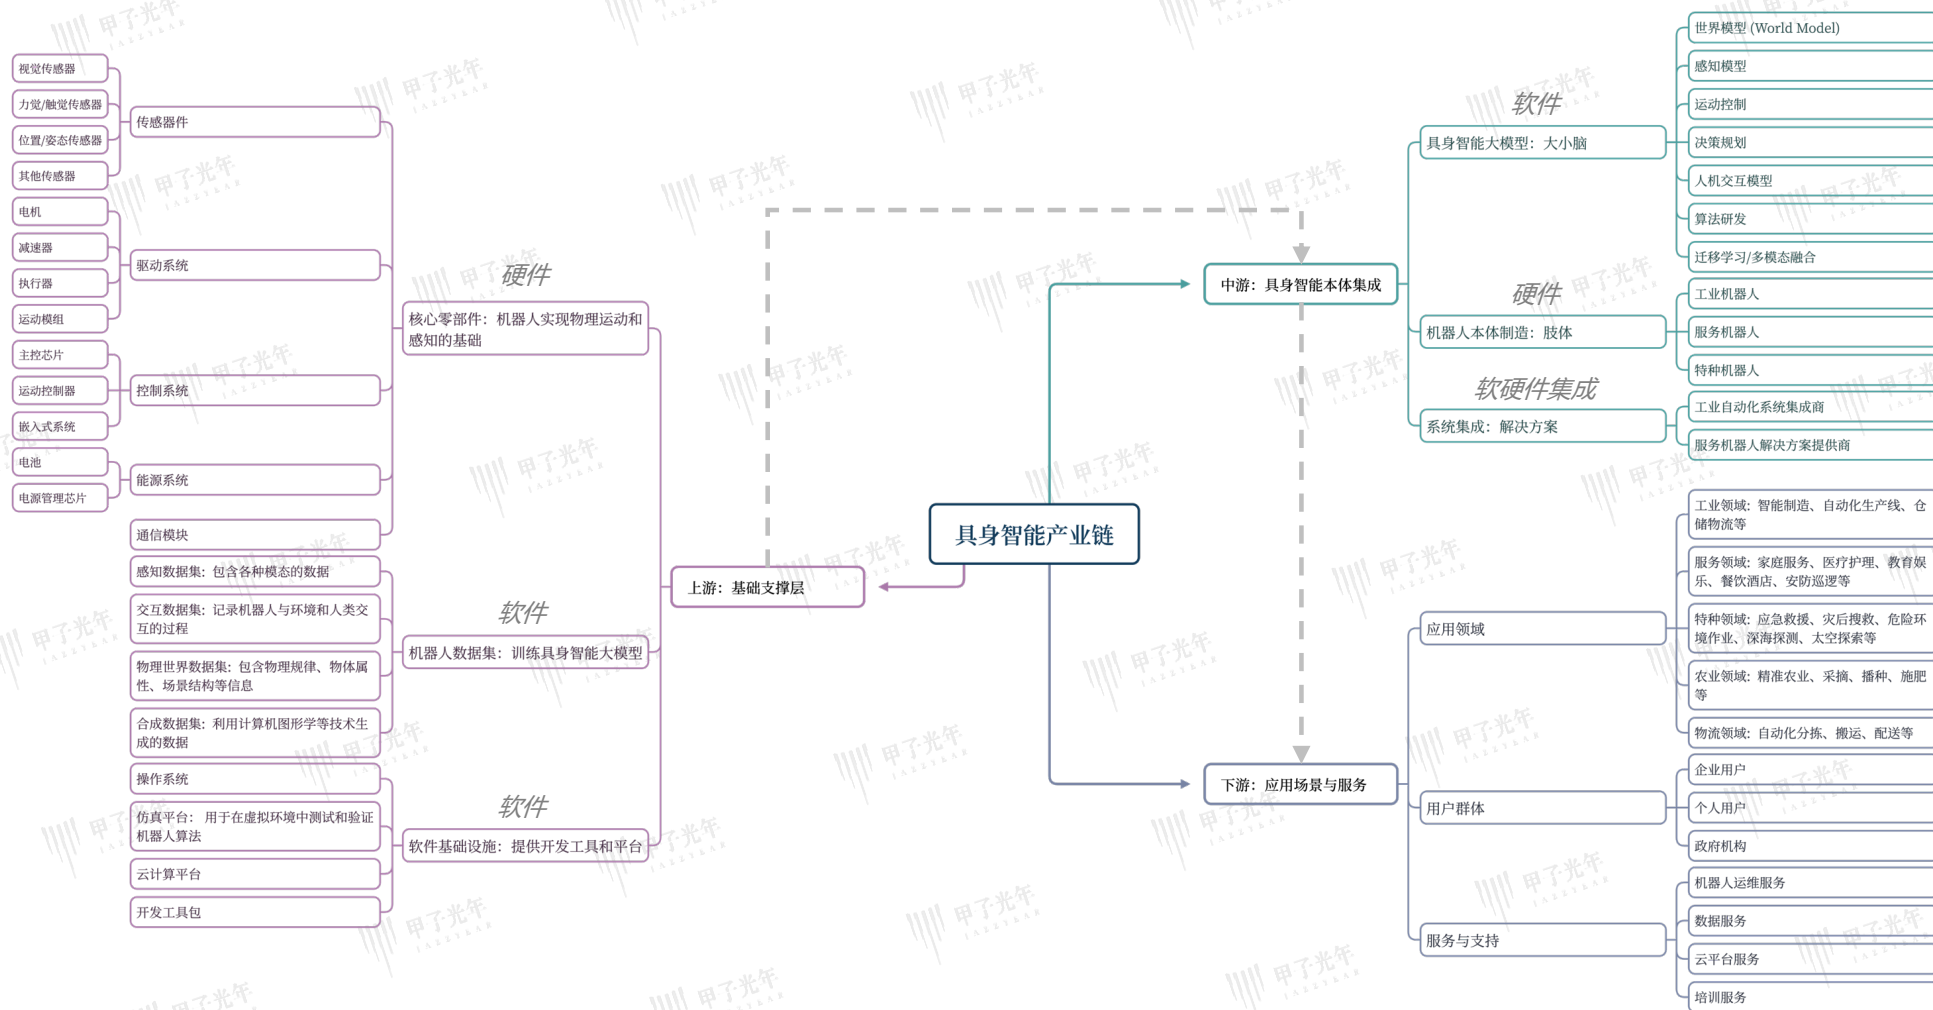 具身智能产业链
上游：基础支撑层
硬件
核心零部件：机器人实现物理运动和
感知的基础
传感器件
视觉传感器
力觉/触觉传感器
位置/姿态传感器
其他传感器
驱动系统
电机
减速器
执行器
运动模组
控制系统
主控芯片
运动控制器
嵌入式系统
能源系统
电池
电源管理芯片
通信模块
软件
机器人数据集：训练具身智能大模型
感知数据集：包含各种模态的数据
交互数据集：记录机器人与环境和人类交
互的过程
物理世界数据集：包含物理规律、物体属
性、场景结构等信息
合成数据集：利用计算机图形学等技术生
成的数据
软件
软件基础设施：提供开发工具和平台
操作系统
仿真平台： 用于在虚拟环境中测试和验证
机器人算法
云计算平台
开发工具包
中游：具身智能本体集成
软件
具身智能大模型：大小脑
世界模型 (World Model)
感知模型
运动控制
决策规划
人机交互模型
算法研发
迁移学习/多模态融合
硬件
机器人本体制造：肢体
工业机器人
服务机器人
特种机器人
软硬件集成
系统集成：解决方案
工业自动化系统集成商
服务机器人解决方案提供商
下游：应用场景与服务
应用领域
工业领域：智能制造、自动化生产线、仓
储物流等
服务领域：家庭服务、医疗护理、教育娱
乐、餐饮酒店、安防巡逻等
特种领域：应急救援、灾后搜救、危险环
境作业、深海探测、太空探索等
农业领域：精准农业、采摘、播种、施肥
等
物流领域：自动化分拣、搬运、配送等
用户群体
企业用户
个人用户
政府机构
服务与支持
机器人运维服务
数据服务
云平台服务
培训服务
甲子光年
JAZZYEAR